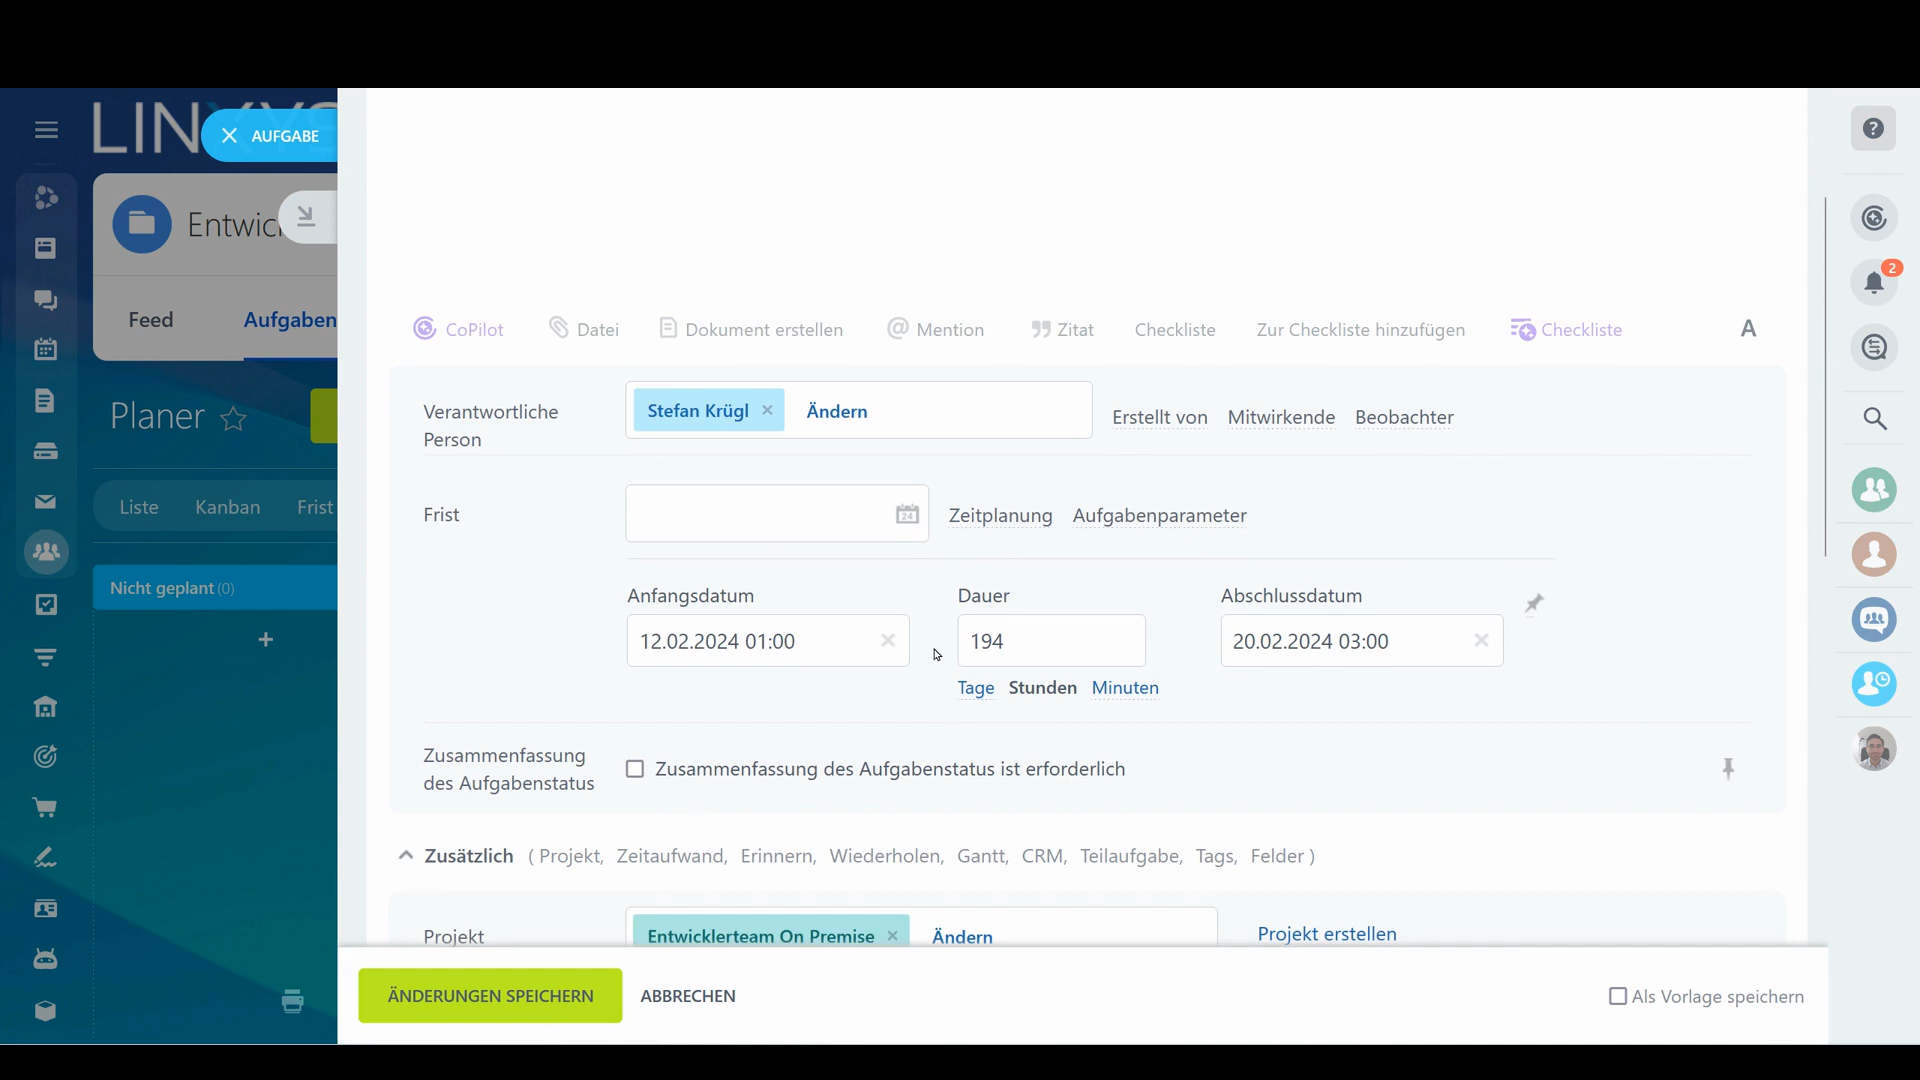 LINXYS
AUFGABE
Entwic
Feed
Aufgaben
Planer
Liste
Kanban
Frist
Nicht geplant (0)
+
CoPilot
Datei
Dokument erstellen
@ Mention
Zitat
Checkliste
Zur Checkliste hinzufügen
Checkliste
A
Verantwortliche
Person
Stefan Krügl ×
Ändern
Erstellt von
Mitwirkende
Beobachter
Frist
24
Zeitplanung
Aufgabenparameter
Anfangsdatum
Dauer
Abschlussdatum
12.02.2024 01:00
194
20.02.2024 03:00
Tage
Stunden
Minuten
Zusammenfassung
des Aufgabenstatus
Zusammenfassung des Aufgabenstatus ist erforderlich
Zusätzlich ( Projekt, Zeitaufwand, Erinnern, Wiederholen, Gantt, CRM, Teilaufgabe, Tags, Felder )
Projekt
Entwicklerteam On Premise ×
Ändern
Projekt erstellen
ÄNDERUNGEN SPEICHERN
ABBRECHEN
Als Vorlage speichern
?
2